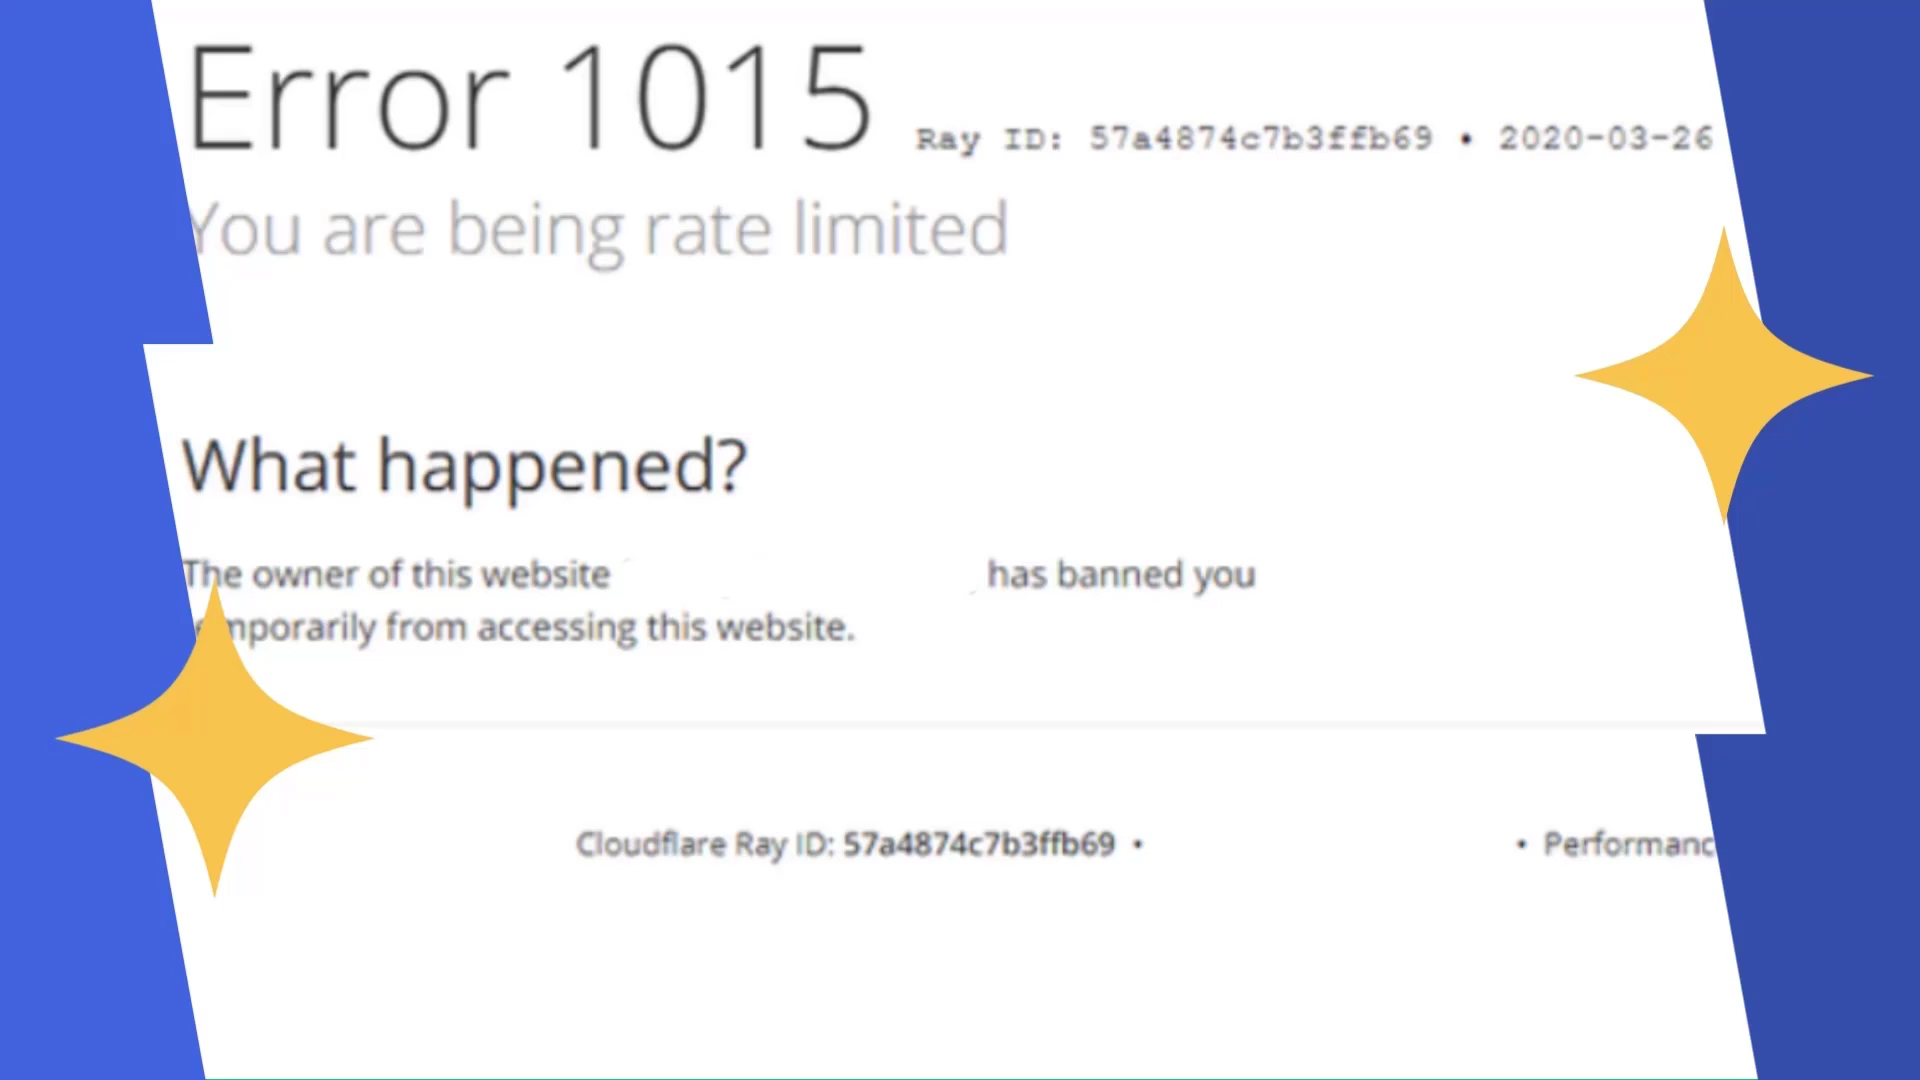 Error 1015 Ray ID: 57a4874c7b3ffb69 • 2020-03-26
You are being rate limited
What happened?
The owner of this website has banned you
emporarily from accessing this website.
Cloudflare Ray ID: 57a4874c7b3ffb69 • • Performanc